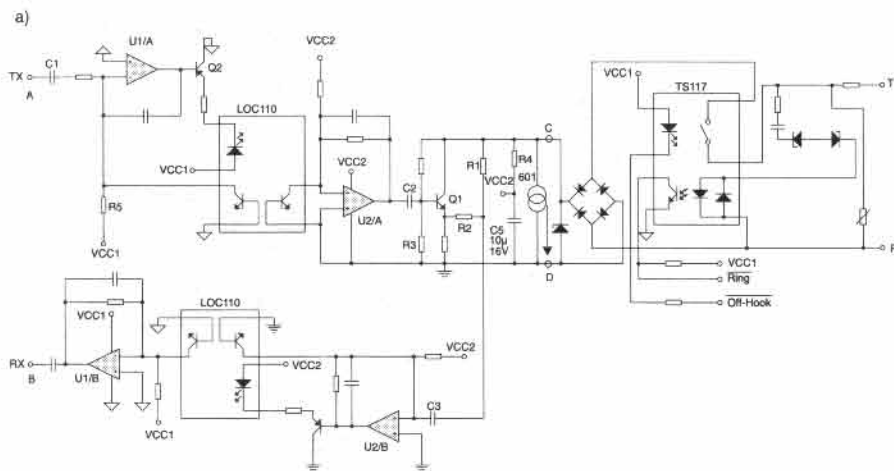 a)
U1/A
Q2
C1
TX
A
VCC2
LOC110
VCC1
R5
VCC1
VCC2
U2/A
C2
R1
Q1
R2
R3
R4
601
VCC2
C5
10µ
16V
C
D
VCC1
TS117
T
R
VCC1
Ring
Off-Hook
LOC110
VCC1
RX
B
U1/B
VCC1
VCC2
VCC2
C3
U2/B